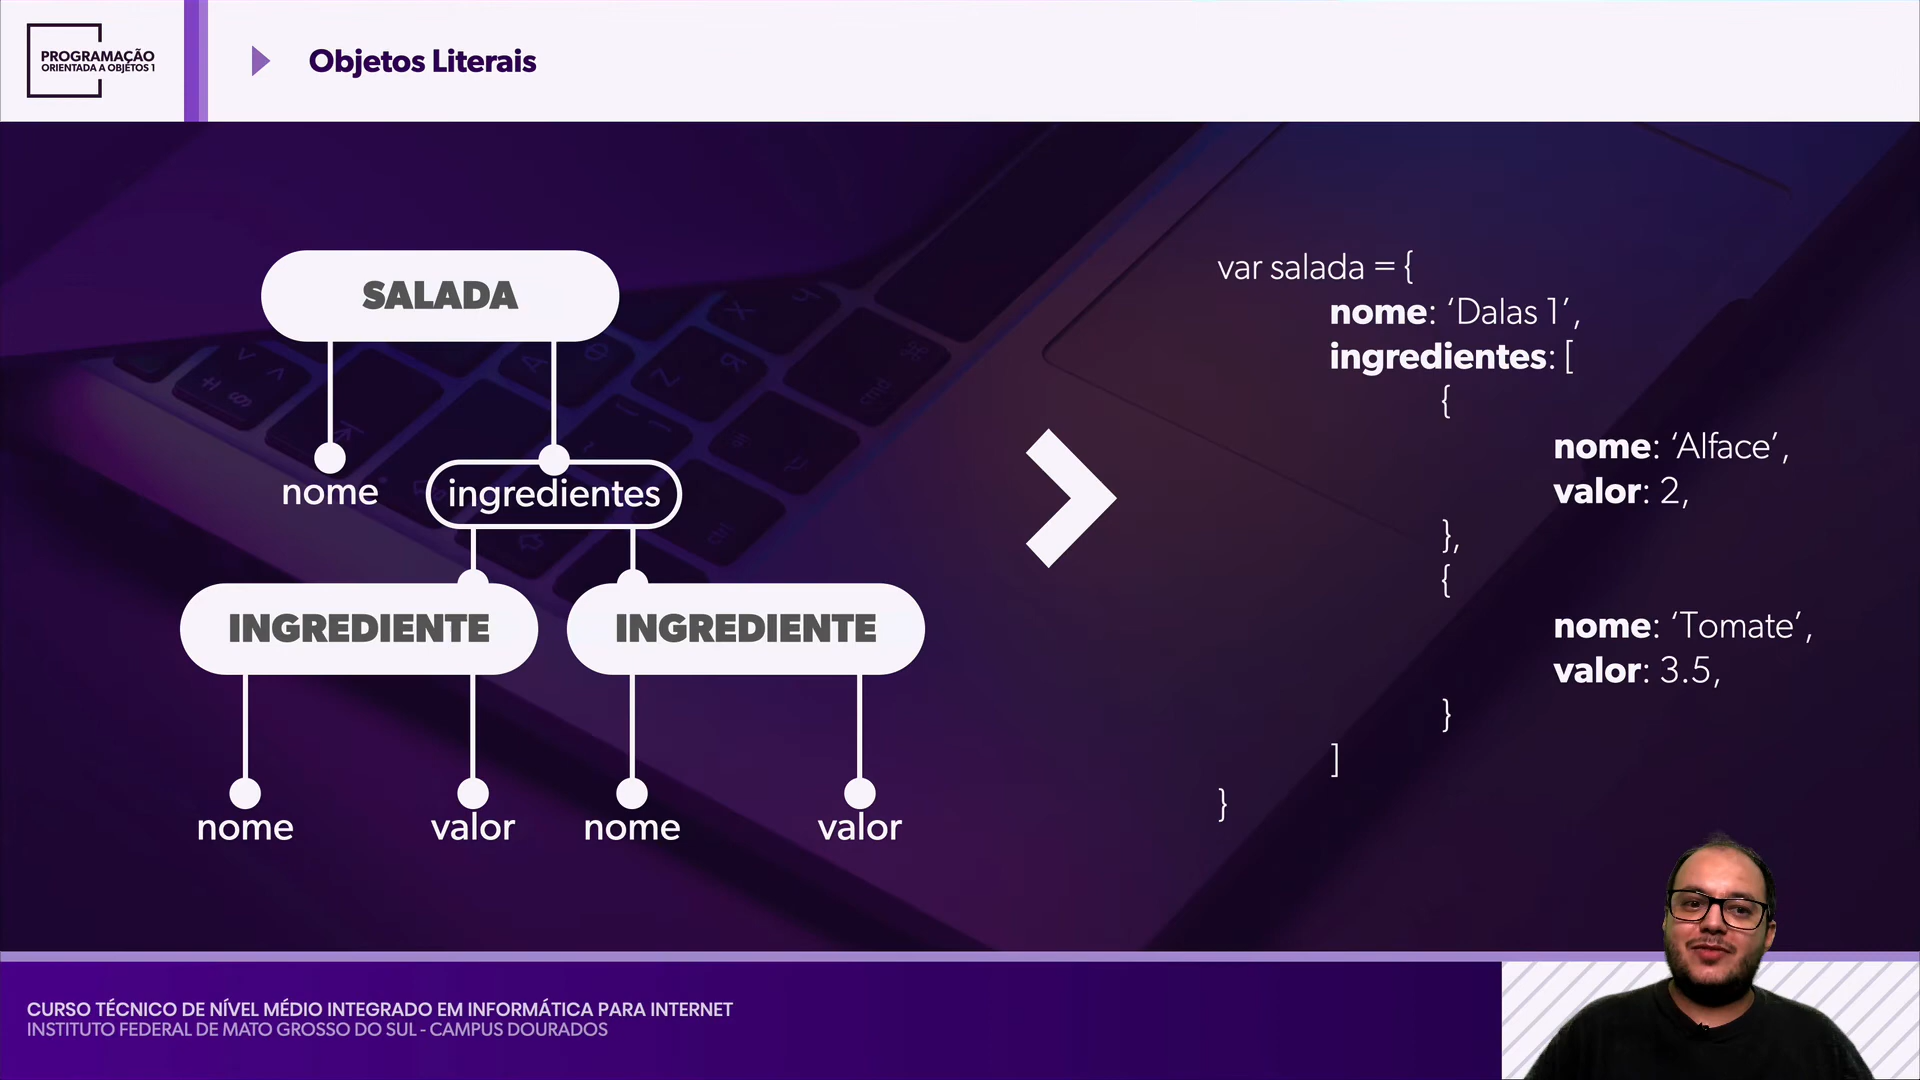 PROGRAMAÇÃO
ORIENTADA A OBJETOS 1
Objetos Literais
SALADA
nome
ingredientes
INGREDIENTE
INGREDIENTE
nome
valor
nome
valor
var salada = {
nome: ‘Dalas 1’,
ingredientes: [
{
nome: ‘Alface’,
valor: 2,
},
{
nome: ‘Tomate’,
valor: 3.5,
}
]
}
CURSO TÉCNICO DE NÍVEL MÉDIO INTEGRADO EM INFORMÁTICA PARA INTERNET
INSTITUTO FEDERAL DE MATO GROSSO DO SUL - CAMPUS DOURADOS